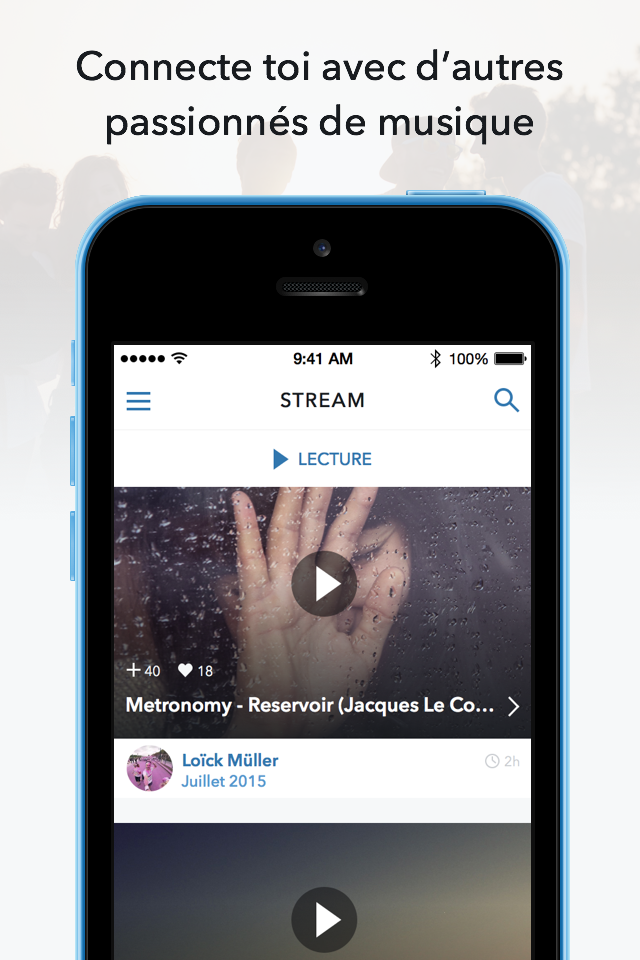 Connecte toi avec d’autres
passionnés de musique
9:41 AM 100%
STREAM
LECTURE
40 18
Metronomy - Reservoir (Jacques Le Co...
Loïck Müller 2h
Juillet 2015